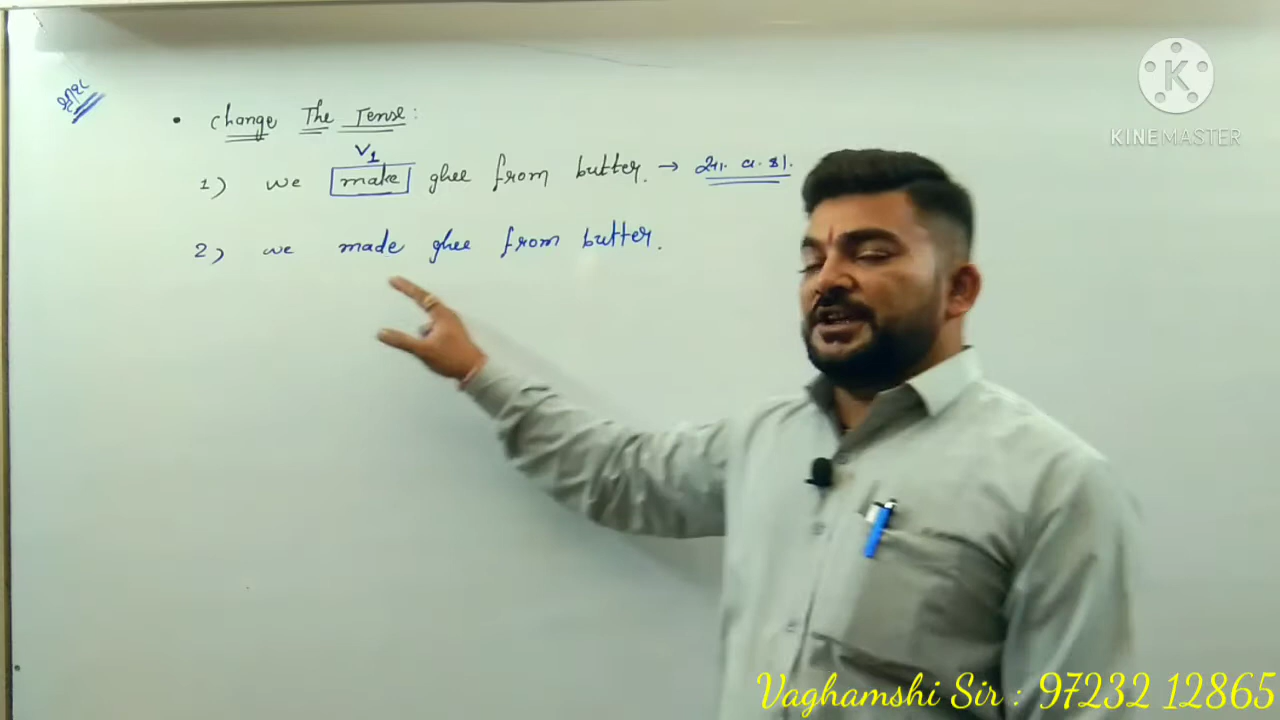 • Change The Tense :
V1
1) we make ghee from butter. → સા. વ. કા.
2) we made ghee from butter.
KINEMASTER
Vaghamshi Sir : 97232 12865